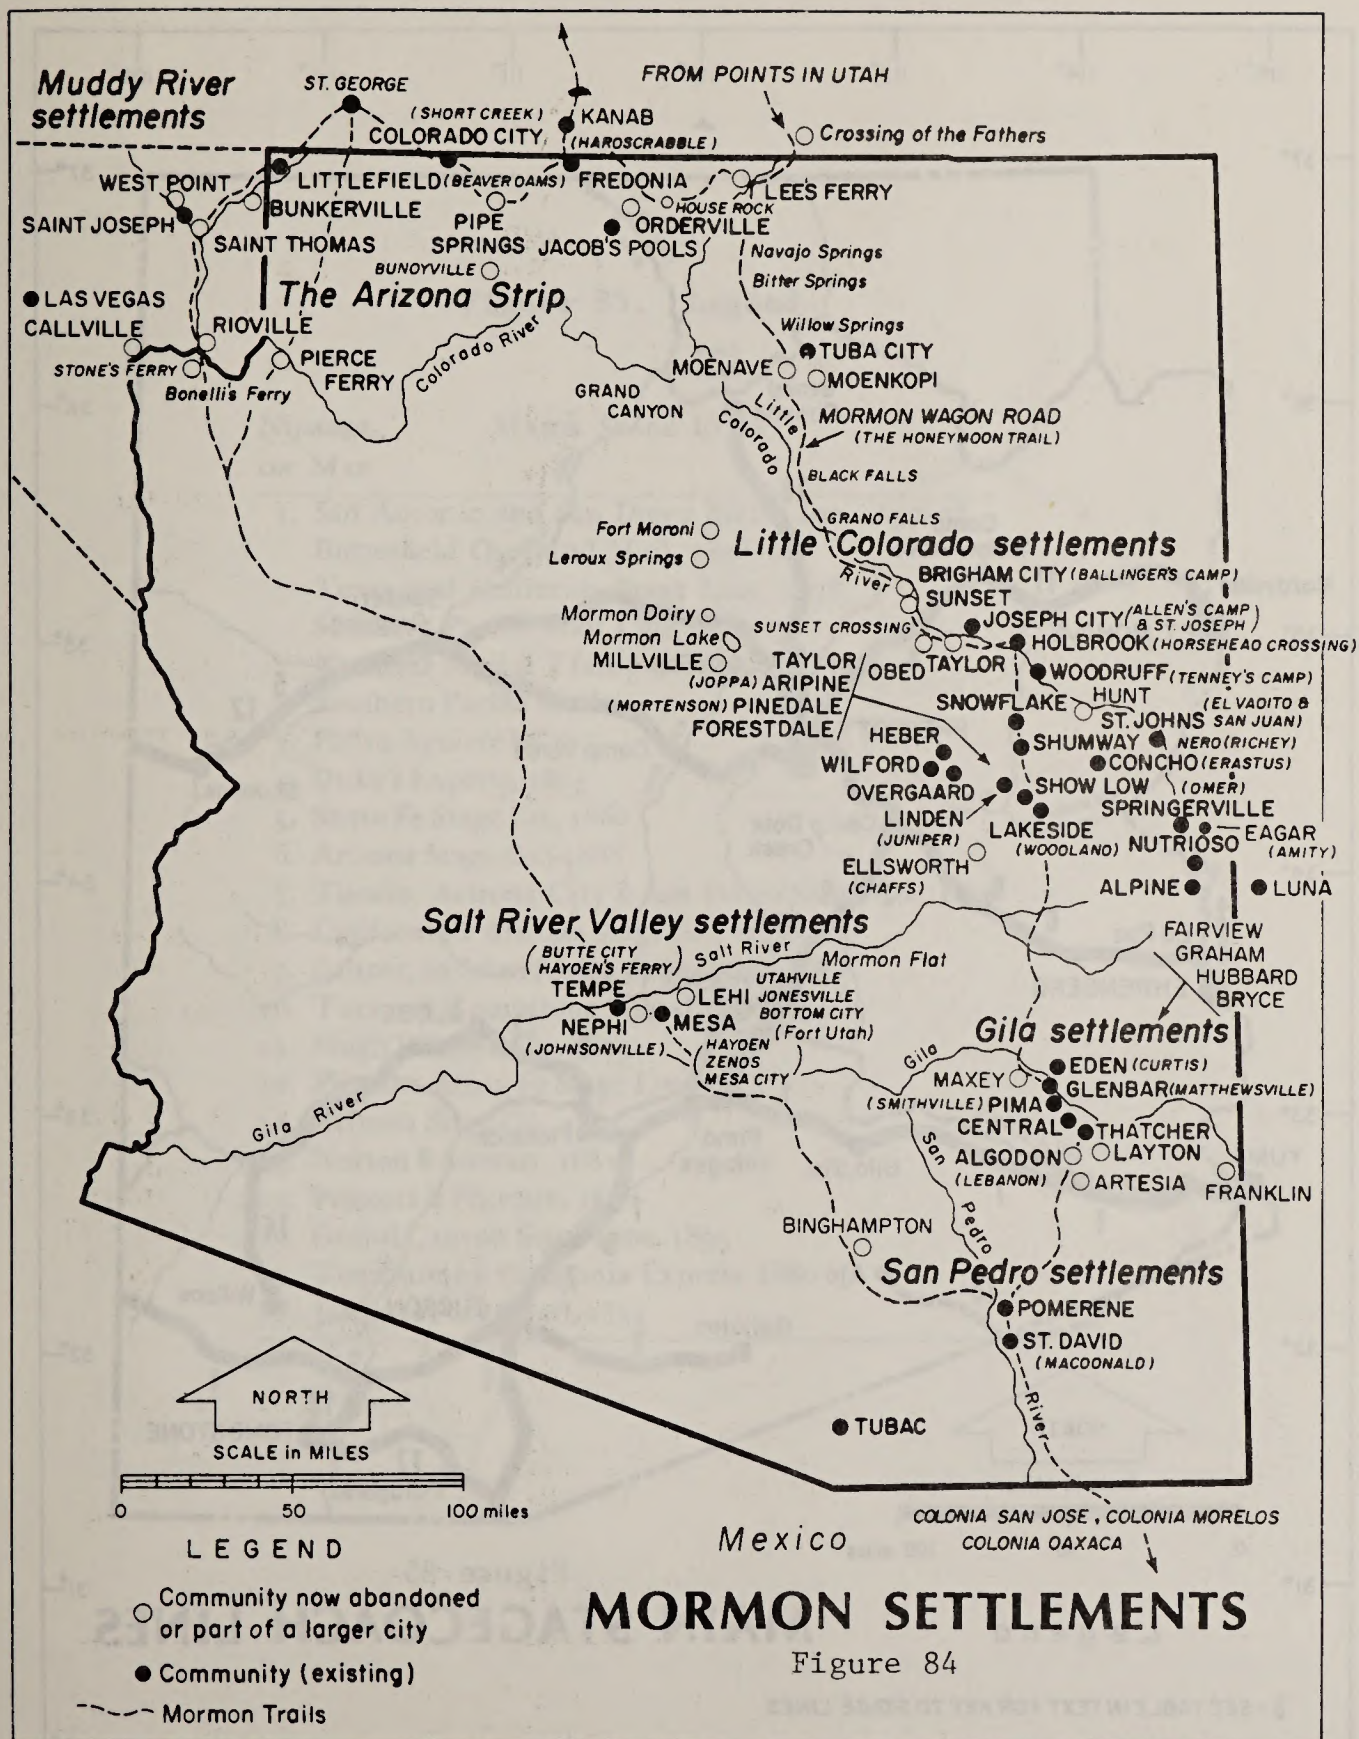 Muddy River
settlements
ST. GEORGE
FROM POINTS IN UTAH
(SHORT CREEK)
COLORADO CITY
KANAB
(HAROSCRABBLE)
Crossing of the Fathers
WEST POINT
LITTLEFIELD (BEAVER OAMS)
FREDONIA
LEE'S FERRY
SAINT JOSEPH
BUNKERVILLE
HOUSE ROCK
SAINT THOMAS
PIPE
SPRINGS
ORDERVILLE
JACOB'S POOLS
Navajo Springs
BUNOYVILLE
Bitter Springs
LAS VEGAS
The Arizona Strip
CALLVILLE
RIOVILLE
Willow Springs
STONE'S FERRY
PIERCE
FERRY
Colorado River
TUBA CITY
MOENAVE
MOENKOPI
Bonelli's Ferry
GRAND
CANYON
Little
Colorado
MORMON WAGON ROAD
(THE HONEYMOON TRAIL)
BLACK FALLS
GRANO FALLS
Fort Moroni
Little Colorado settlements
Leroux Springs
River
BRIGHAM CITY (BALLINGER'S CAMP)
SUNSET
Mormon Doiry
SUNSET CROSSING
JOSEPH CITY (ALLEN'S CAMP
& ST. JOSEPH)
Mormon Lake
HOLBROOK (HORSEHEAO CROSSING)
MILLVILLE
TAYLOR
OBED
TAYLOR
WOODRUFF (TENNEY'S CAMP)
(JOPPA) ARIPINE
SNOWFLAKE
HUNT
(EL VAOITO &
SAN JUAN)
(MORTENSON) PINEDALE
ST. JOHNS
FORESTDALE
HEBER
SHUMWAY
NERO (RICHEY)
WILFORD
CONCHO (ERASTUS)
OVERGAARD
SHOW LOW
(OMER)
LINDEN
(JUNIPER)
SPRINGERVILLE
LAKESIDE
(WOOOLANO)
NUTRIOSO
EAGAR
(AMITY)
ELLSWORTH
(CHAFFS)
ALPINE
LUNA
Salt River Valley settlements
(BUTTE CITY
HAYOEN'S FERRY)
Salt River
Mormon Flat
FAIRVIEW
GRAHAM
HUBBARD
BRYCE
TEMPE
LEHI
UTAHVILLE
JONESVILLE
BOTTOM CITY
(Fort Utah)
NEPHI
(JOHNSONVILLE)
MESA
(HAYOEN
ZENOS
MESA CITY)
Gila settlements
Gila
EDEN (CURTIS)
MAXEY
GLENBAR (MATTHEWSVILLE)
(SMITHVILLE) PIMA
Gila River
CENTRAL
THATCHER
San
Pedro
ALGODON
(LEBANON)
LAYTON
ARTESIA
FRANKLIN
BINGHAMPTON
San Pedro settlements
POMERENE
ST. DAVID
(MACOONALD)
River
NORTH
TUBAC
SCALE in MILES
0 50 100 miles
COLONIA SAN JOSE, COLONIA MORELOS
COLONIA OAXACA
Mexico
LEGEND
Community now abandoned
or part of a larger city
Community (existing)
Mormon Trails
MORMON SETTLEMENTS
Figure 84